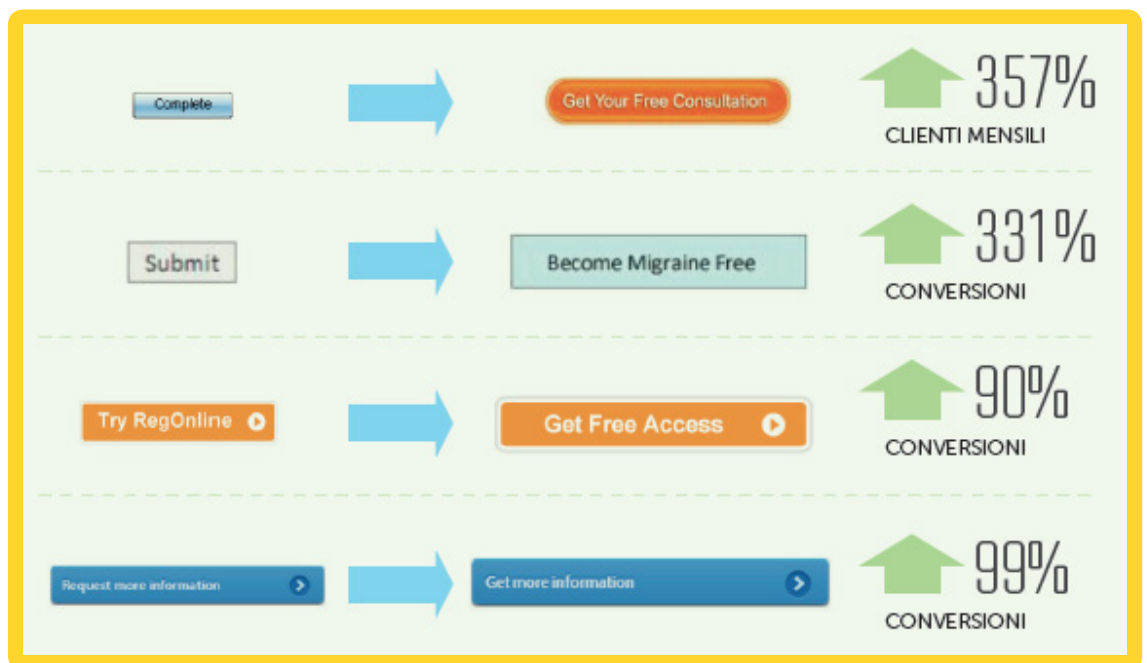 Complete
Get Your Free Consultation
357%
CLIENTI MENSILI
Submit
Become Migraine Free
331%
CONVERSIONI
Try RegOnline
Get Free Access
90%
CONVERSIONI
Request more information
Get more information
99%
CONVERSIONI